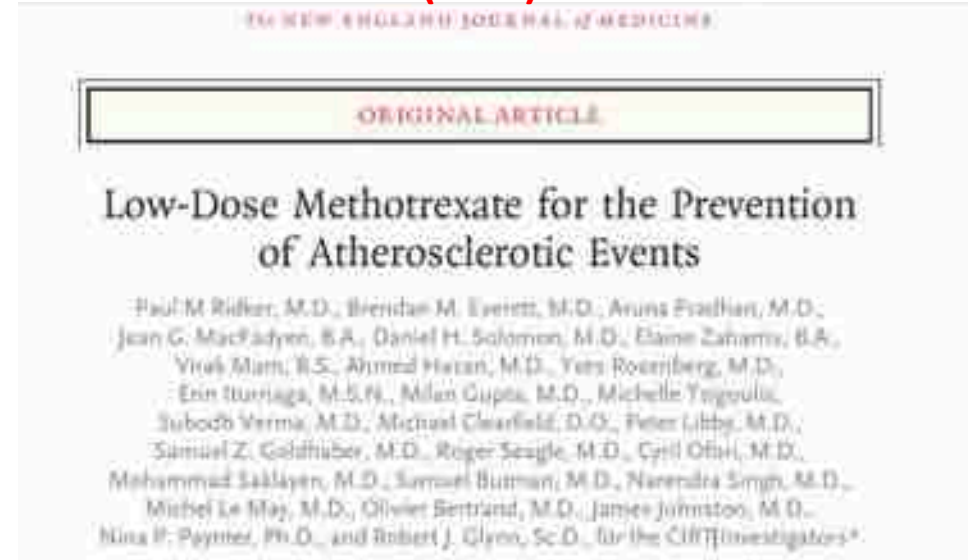 THE NEW ENGLAND JOURNAL of MEDICINE
ORIGINAL ARTICLE
Low-Dose Methotrexate for the Prevention
of Atherosclerotic Events
Paul M Ridker, M.D., Brendan M. Everett, M.D., Aruna Pradhan, M.D.,
Jean G. MacFadyen, B.A., Daniel H. Solomon, M.D., Elaine Zaharris, B.A.,
Virak Mam, B.S., Ahmed Hasan, M.D., Yves Rosenberg, M.D.,
Erin Iturriaga, M.S.N., Milan Gupta, M.D., Michelle Tsigoulis,
Subodh Verma, M.D., Michael Clearfield, D.O., Peter Libby, M.D.,
Samuel Z. Goldhaber, M.D., Roger Seagle, M.D., Cyril Ofori, M.D.,
Mohammad Saklayen, M.D., Samuel Butman, M.D., Narendra Singh, M.D.,
Michel Le May, M.D., Olivier Bertrand, M.D., James Johnston, M.D.,
Nina P. Paynter, Ph.D., and Robert J. Glynn, Sc.D., for the CIRT Investigators*